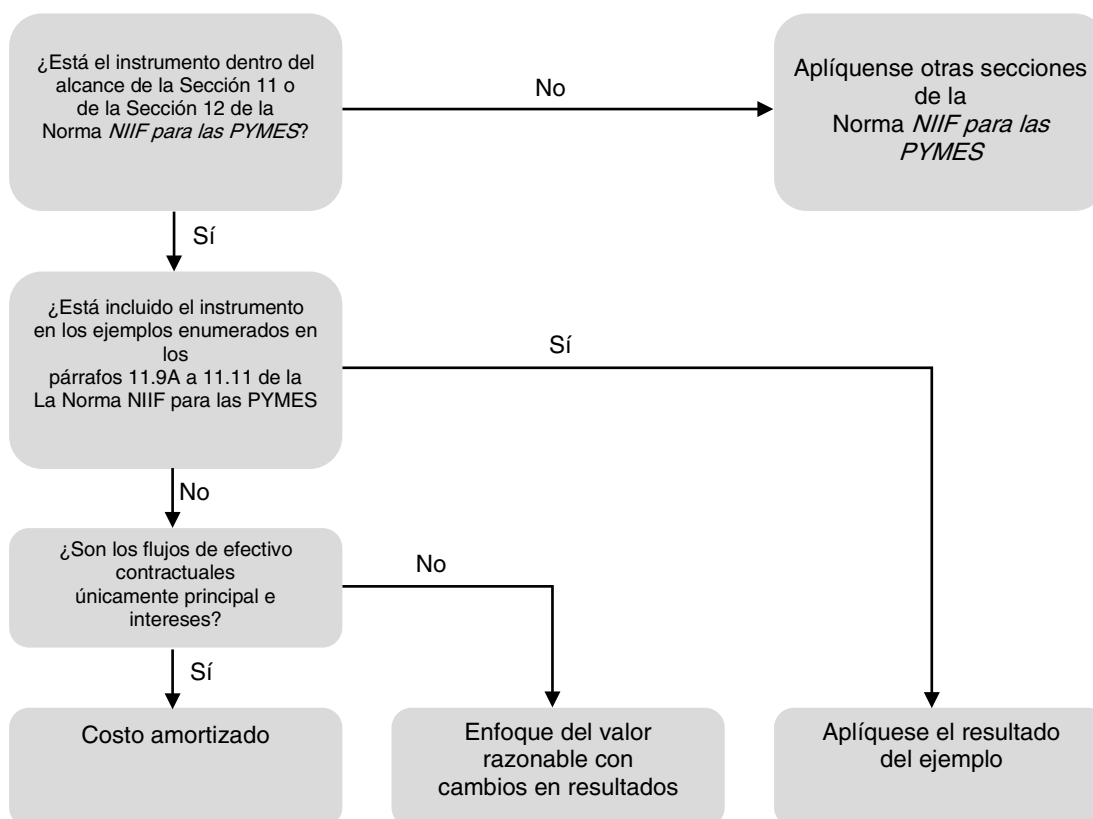 ¿Está el instrumento dentro del
alcance de la Sección 11 o
de la Sección 12 de la
Norma NIIF para las PYMES?
No
Aplíquense otras secciones
de la
Norma NIIF para las
PYMES
Sí
¿Está incluido el instrumento
en los ejemplos enumerados en
los
párrafos 11.9A a 11.11 de la
La Norma NIIF para las PYMES
Sí
No
¿Son los flujos de efectivo
contractuales
únicamente principal e
intereses?
No
Sí
Costo amortizado
Enfoque del valor
razonable con
cambios en resultados
Aplíquese el resultado
del ejemplo